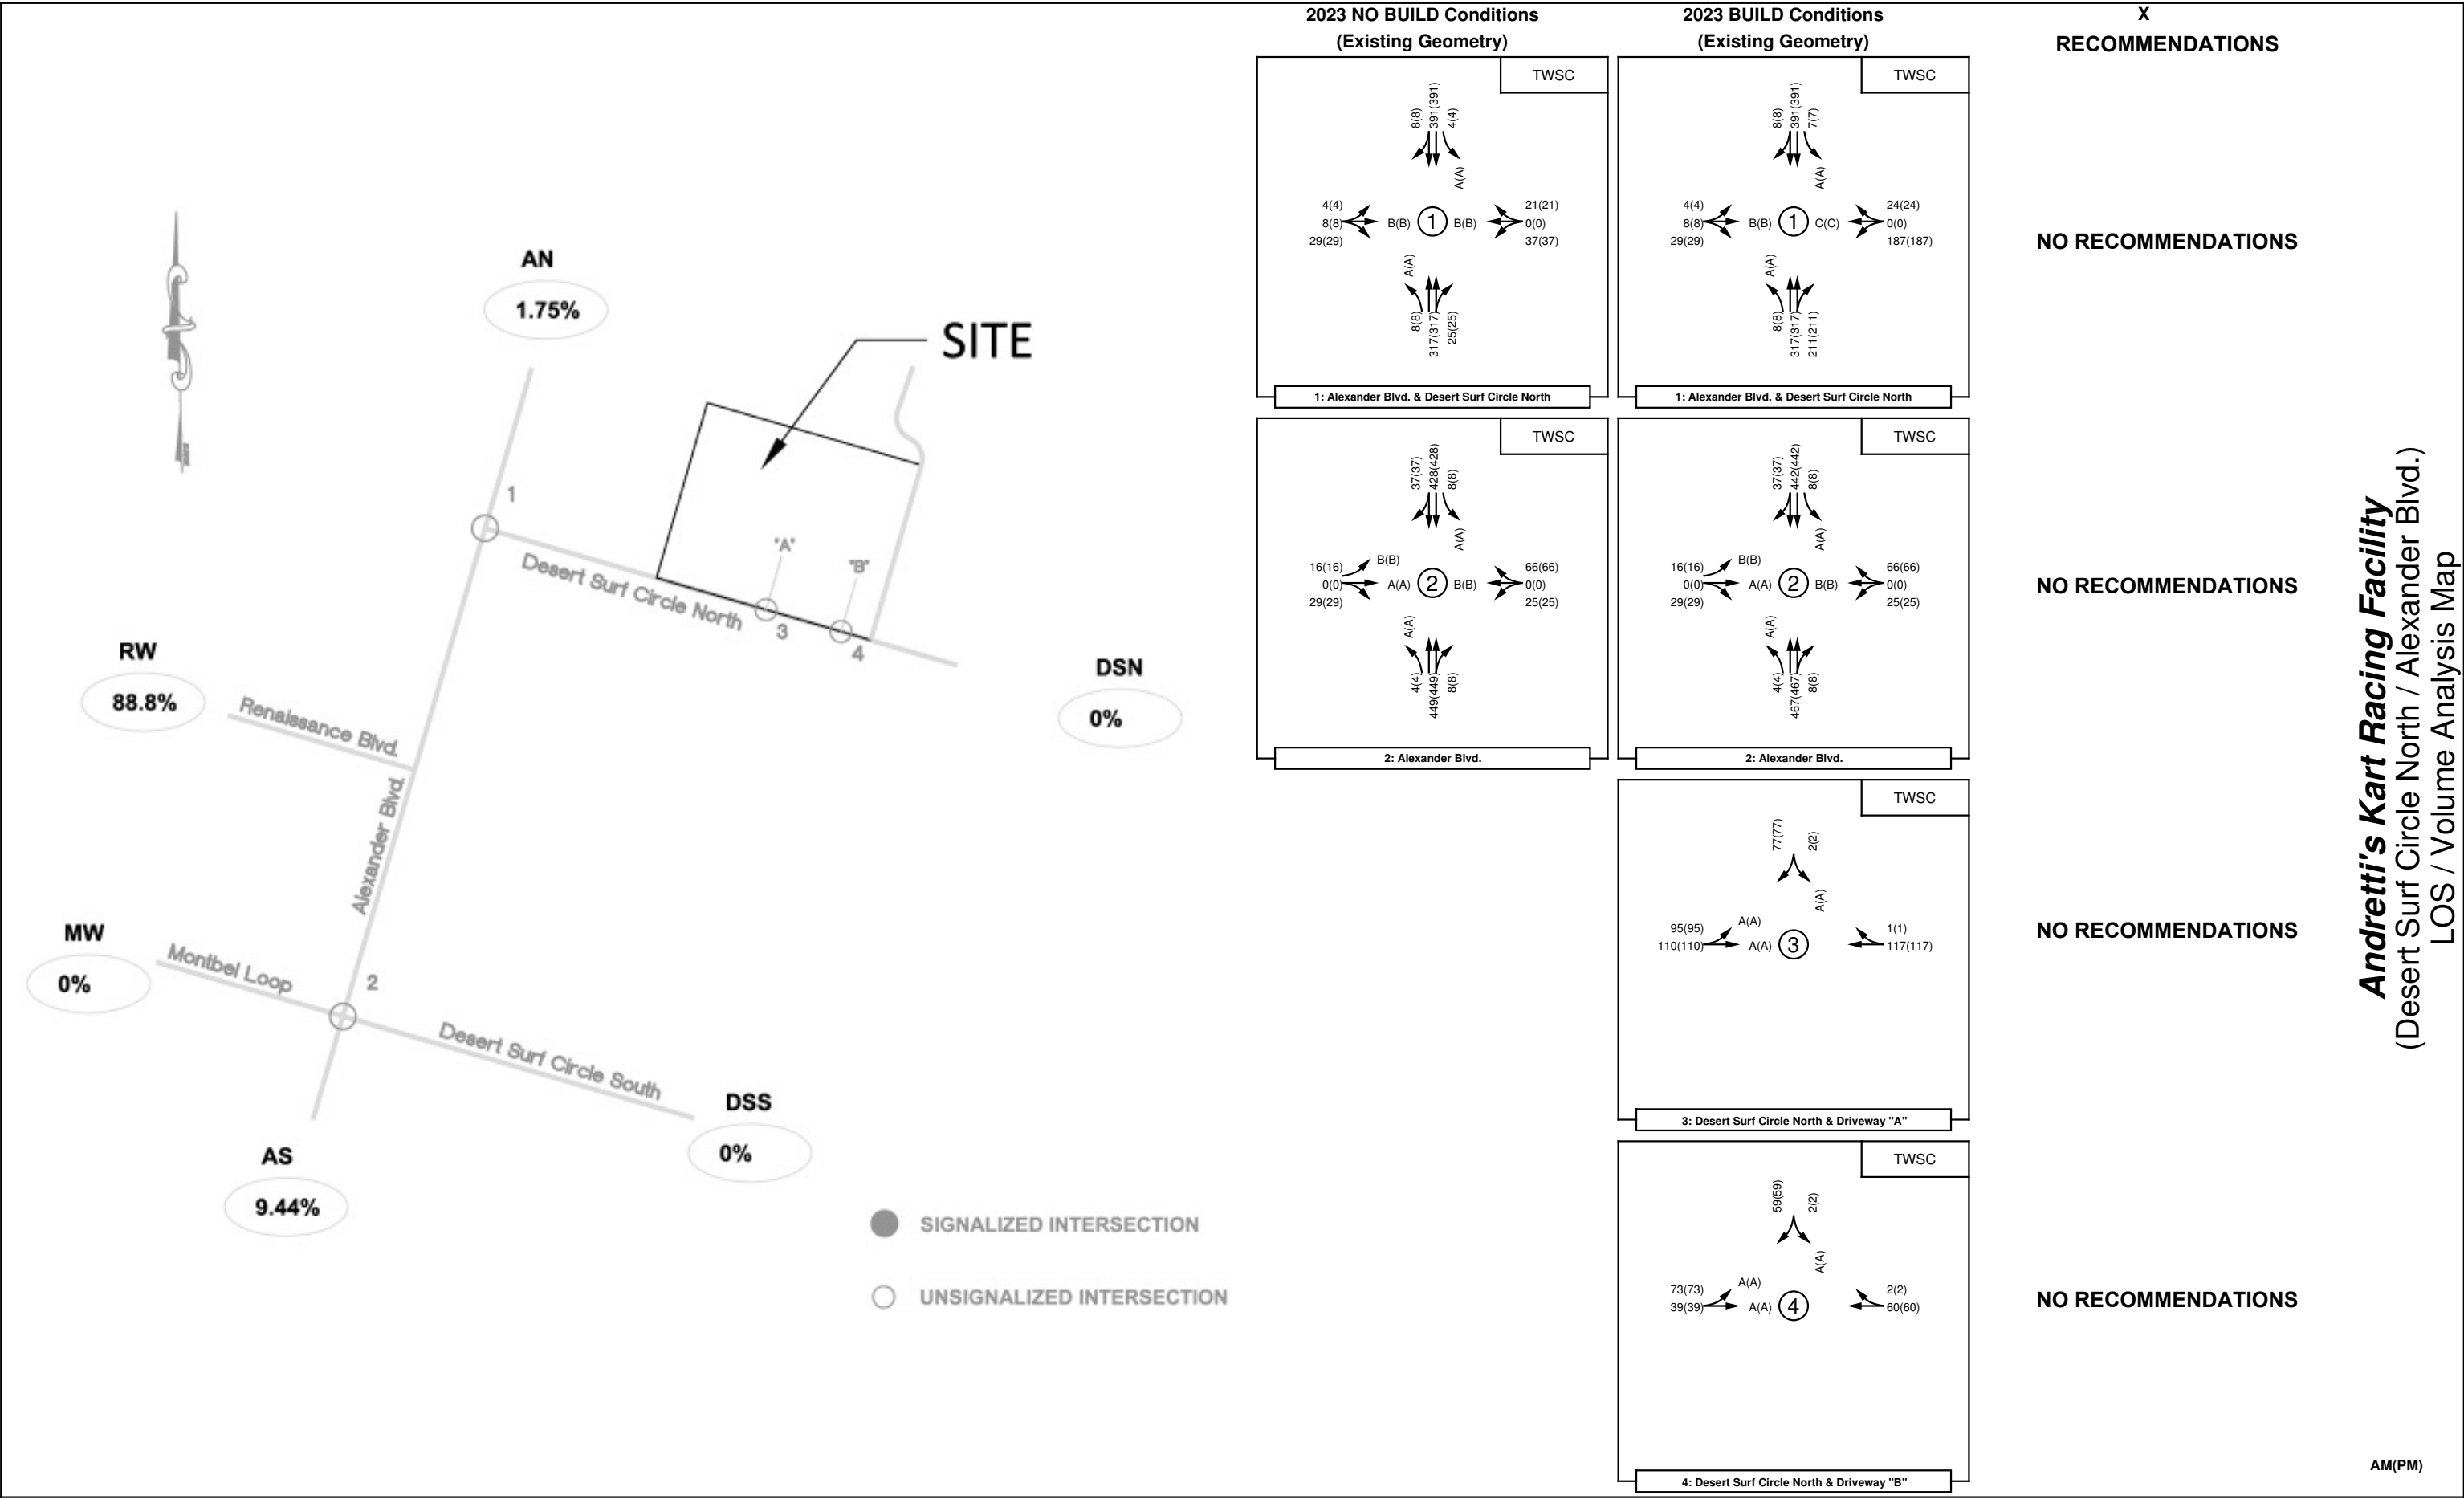 2023 NO BUILD Conditions
(Existing Geometry)
2023 BUILD Conditions
(Existing Geometry)
X
RECOMMENDATIONS
AN
1.75%
SITE
1
"A"
"B"
Desert Surf Circle North
3
4
RW
88.8%
Renaissance Blvd.
DSN
0%
Alexander Blvd.
MW
0%
Montbel Loop
2
Desert Surf Circle South
DSS
0%
AS
9.44%
SIGNALIZED INTERSECTION
UNSIGNALIZED INTERSECTION
TWSC
8(8)
391(391)
4(4)
A(A)
4(4)
8(8)
29(29)
B(B)
1
B(B)
21(21)
0(0)
37(37)
A(A)
8(8)
317(317)
25(25)
1: Alexander Blvd. & Desert Surf Circle North
TWSC
8(8)
391(391)
7(7)
A(A)
4(4)
8(8)
29(29)
B(B)
1
C(C)
24(24)
0(0)
187(187)
A(A)
8(8)
317(317)
211(211)
1: Alexander Blvd. & Desert Surf Circle North
NO RECOMMENDATIONS
TWSC
37(37)
428(428)
8(8)
A(A)
16(16)
0(0)
29(29)
B(B)
A(A)
2
B(B)
66(66)
0(0)
25(25)
A(A)
4(4)
449(449)
8(8)
2: Alexander Blvd.
TWSC
37(37)
442(442)
8(8)
A(A)
16(16)
0(0)
29(29)
B(B)
A(A)
2
B(B)
66(66)
0(0)
25(25)
A(A)
4(4)
467(467)
8(8)
2: Alexander Blvd.
NO RECOMMENDATIONS
TWSC
77(77)
2(2)
A(A)
95(95)
110(110)
A(A)
A(A)
3
1(1)
117(117)
3: Desert Surf Circle North & Driveway "A"
NO RECOMMENDATIONS
TWSC
59(59)
2(2)
A(A)
73(73)
39(39)
A(A)
A(A)
4
2(2)
60(60)
4: Desert Surf Circle North & Driveway "B"
NO RECOMMENDATIONS
Andretti's Kart Racing Facility
(Desert Surf Circle North / Alexander Blvd.)
LOS / Volume Analysis Map
AM(PM)